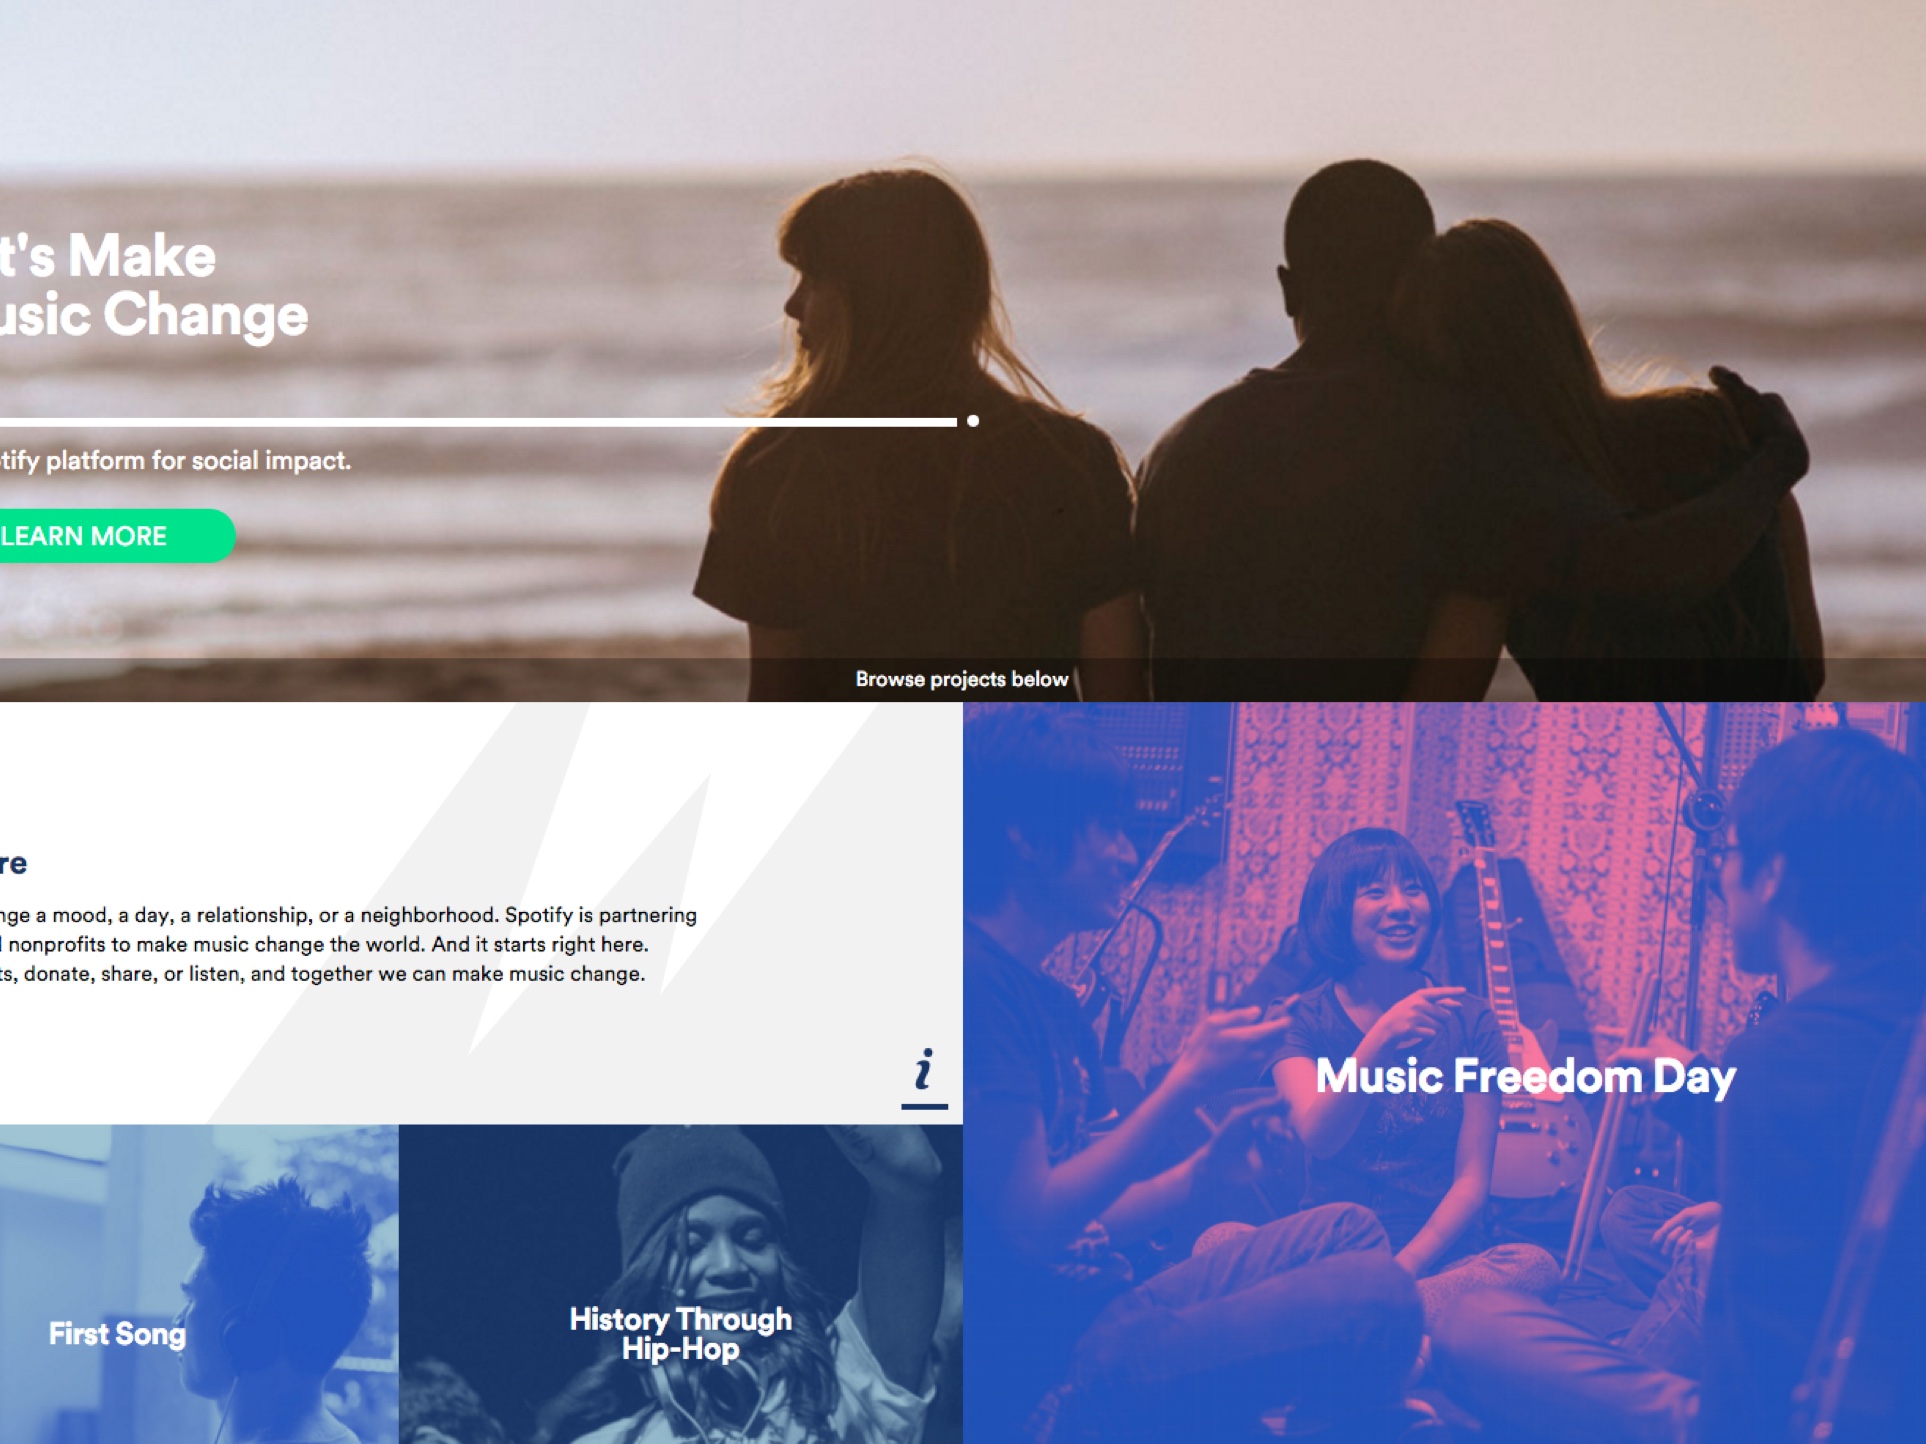 t's Make
usic Change
tify platform for social impact.
LEARN MORE
Browse projects below
re
nge a mood, a day, a relationship, or a neighborhood. Spotify is partnering
nonprofits to make music change the world. And it starts right here.
ts, donate, share, or listen, and together we can make music change.
i
Music Freedom Day
First Song
History Through
Hip-Hop